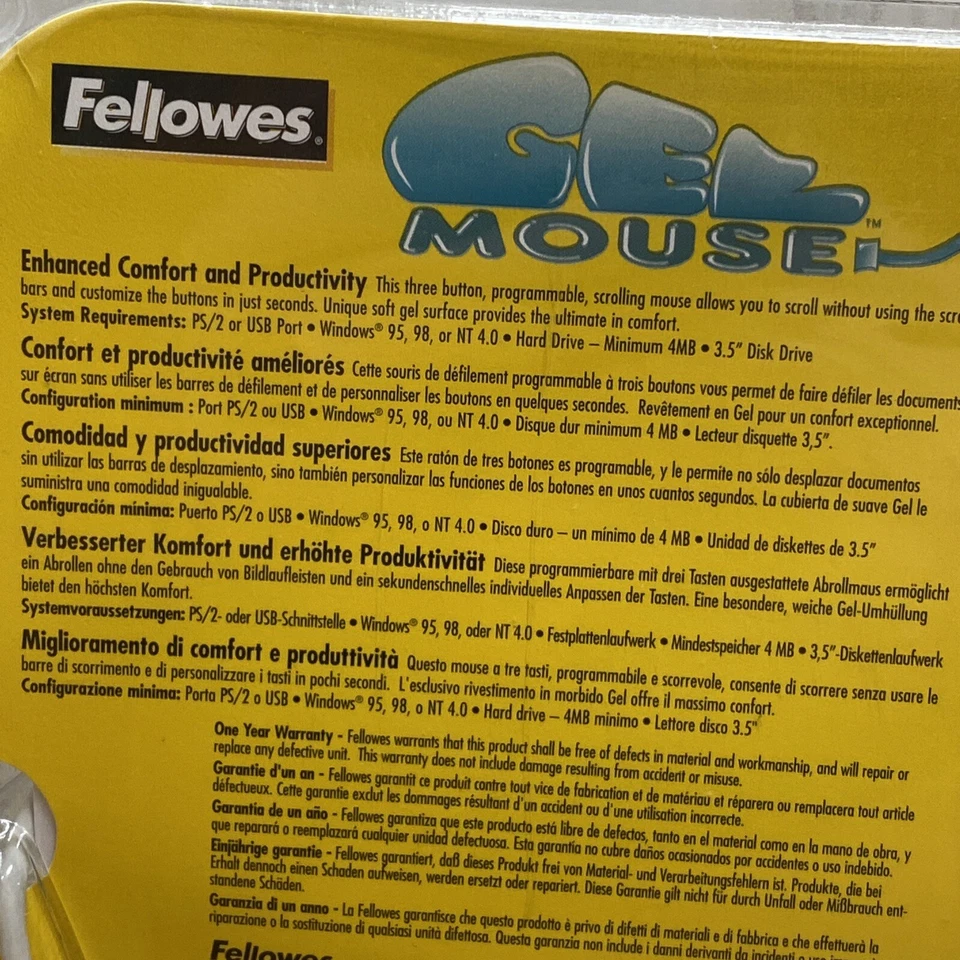 Fellowes®
GEL
MOUSE™
Enhanced Comfort and Productivity This three button, programmable, scrolling mouse allows you to scroll without using the scr
bars and customize the buttons in just seconds. Unique soft gel surface provides the ultimate in comfort.
System Requirements: PS/2 or USB Port • Windows® 95, 98, or NT 4.0 • Hard Drive – Minimum 4MB • 3.5" Disk Drive
Confort et productivité améliorés Cette souris de défilement programmable à trois boutons vous permet de faire défiler les documents
sur écran sans utiliser les barres de défilement et de personnaliser les boutons en quelques secondes. Revêtement en Gel pour un confort exceptionnel.
Configuration minimum : Port PS/2 ou USB • Windows® 95, 98, ou NT 4.0 • Disque dur minimum 4 MB • Lecteur disquette 3,5".
Comodidad y productividad superiores Este ratón de tres botones es programable, y le permite no sólo desplazar documentos
sin utilizar las barras de desplazamiento, sino también personalizar las funciones de los botones en unos cuantos segundos. La cubierta de suave Gel le
suministra una comodidad inigualable.
Configuración mínima: Puerto PS/2 o USB • Windows® 95, 98, o NT 4.0 • Disco duro – un mínimo de 4 MB • Unidad de diskettes de 3.5"
Verbesserter Komfort und erhöhte Produktivität Diese programmierbare mit drei Tasten ausgestattete Abrollmaus ermöglicht
ein Abrollen ohne den Gebrauch von Bildlaufleisten und ein sekundenschnelles individuelles Anpassen der Tasten. Eine besondere, weiche Gel-Umhüllung
bietet den höchsten Komfort.
Systemvoraussetzungen: PS/2- oder USB-Schnittstelle • Windows® 95, 98, oder NT 4.0 • Festplattenlaufwerk • Mindestspeicher 4 MB • 3,5"-Diskettenlaufwerk
Miglioramento di comfort e produttività Questo mouse a tre tasti, programmabile e scorrevole, consente di scorrere senza usare le
barre di scorrimento e di personalizzare i tasti in pochi secondi. L'esclusivo rivestimento in morbido Gel offre il massimo confort.
Configurazione minima: Porta PS/2 o USB • Windows® 95, 98, o NT 4.0 • Hard drive – 4MB minimo • Lettore disco 3.5"
One Year Warranty - Fellowes warrants that this product shall be free of defects in material and workmanship, and will repair or
replace any defective unit. This warranty does not include damage resulting from accident or misuse.
Garantie d'un an - Fellowes garantit ce produit contre tout vice de fabrication et de matériau et réparera ou remplacera tout article
défectueux. Cette garantie exclut les dommages résultant d'un accident ou d'une utilisation incorrecte.
Garantia de un año - Fellowes garantiza que este producto está libre de defectos, tanto en el material como en la mano de obra, y
que reparará o reemplazará cualquier unidad defectuosa. Esta garantía no cubre daños ocasionados por accidentes o uso indebido.
Einjährige garantie - Fellowes garantiert, daß dieses Produkt frei von Material- und Verarbeitungsfehlern ist. Produkte, die bei
Erhalt dennoch einen Schaden aufweisen, werden ersetzt oder repariert. Diese Garantie gilt nicht für durch Unfall oder Mißbrauch ent-
standene Schäden.
Garanzia di un anno - La Fellowes garantisce che questo prodotto è privo di difetti di materiali e di fabbrica e che effettuerà la
riparazione o la sostituzione di qualsiasi unità difettosa. Questa garanzia non include i danni derivanti da incidenti o
Fellowes